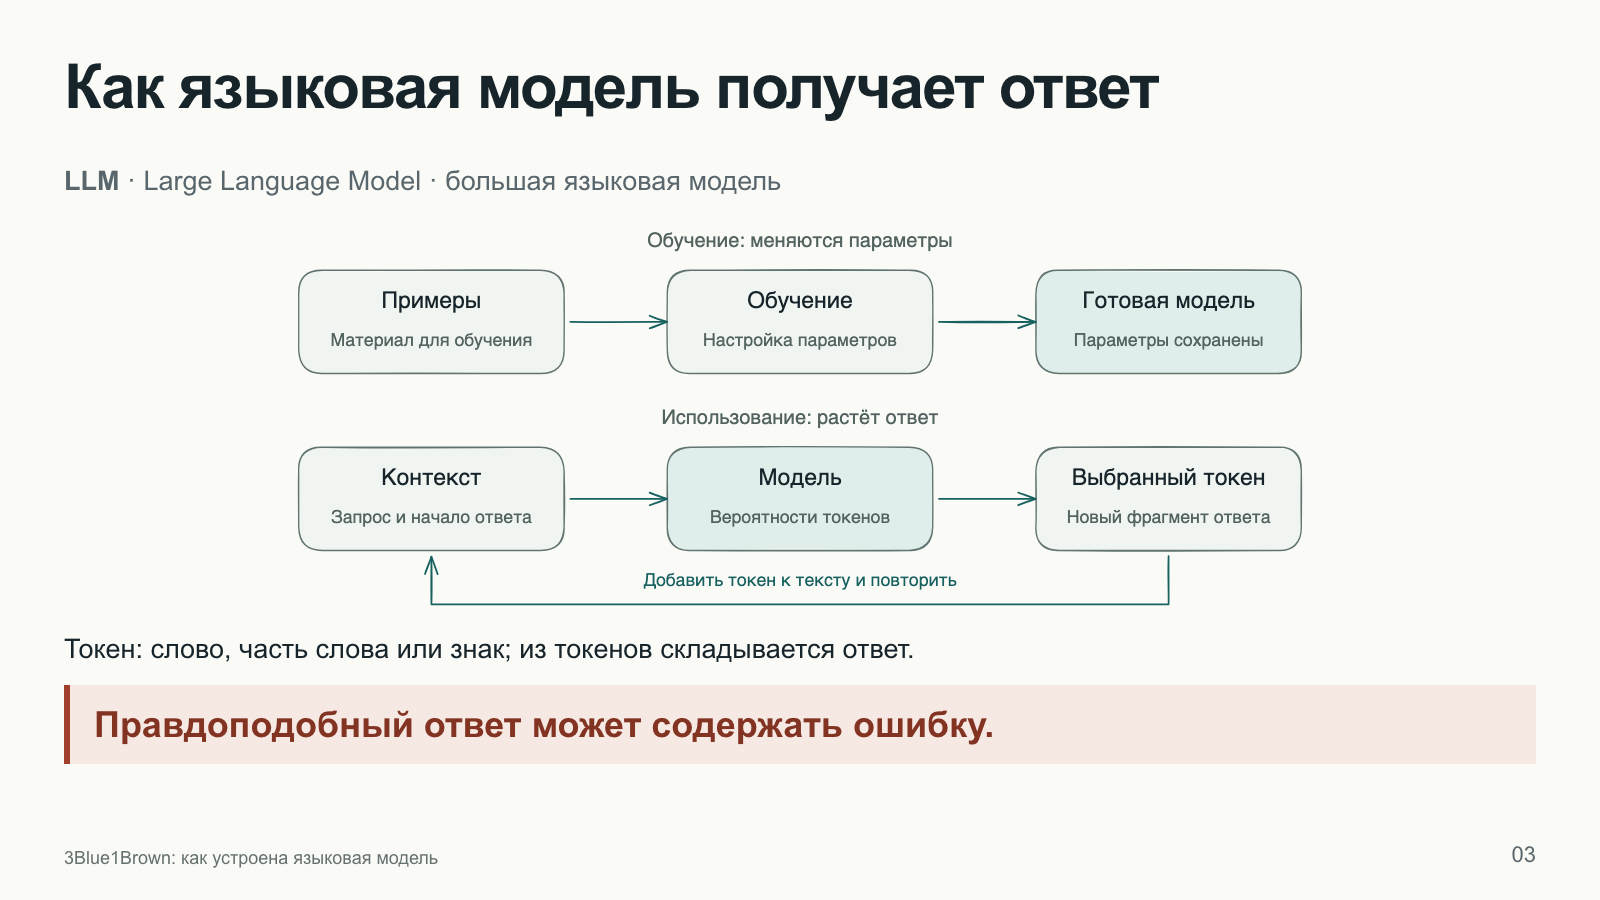 Как языковая модель получает ответ
LLM · Large Language Model · большая языковая модель
Обучение: меняются параметры
Примеры
Материал для обучения
Обучение
Настройка параметров
Готовая модель
Параметры сохранены
Использование: растёт ответ
Контекст
Запрос и начало ответа
Модель
Вероятности токенов
Выбранный токен
Новый фрагмент ответа
Добавить токен к тексту и повторить
Токен: слово, часть слова или знак; из токенов складывается ответ.
Правдоподобный ответ может содержать ошибку.
3Blue1Brown: как устроена языковая модель
03